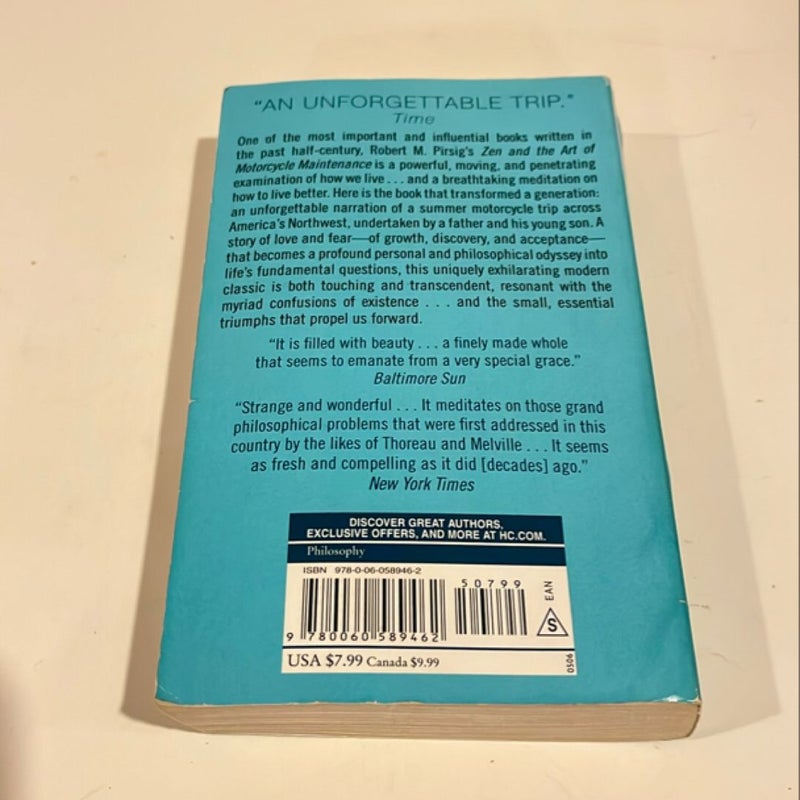 “AN UNFORGETTABLE TRIP.”
Time
One of the most important and influential books written in
the past half-century, Robert M. Pirsig's Zen and the Art of
Motorcycle Maintenance is a powerful, moving, and penetrating
examination of how we live . . . and a breathtaking meditation on
how to live better. Here is the book that transformed a generation:
an unforgettable narration of a summer motorcycle trip across
America's Northwest, undertaken by a father and his young son. A
story of love and fear—of growth, discovery, and acceptance—
that becomes a profound personal and philosophical odyssey into
life's fundamental questions, this uniquely exhilarating modern
classic is both touching and transcendent, resonant with the
myriad confusions of existence . . . and the small, essential
triumphs that propel us forward.
“It is filled with beauty . . . a finely made whole
that seems to emanate from a very special grace.”
Baltimore Sun
“Strange and wonderful . . . It meditates on those grand
philosophical problems that were first addressed in this
country by the likes of Thoreau and Melville . . . It seems
as fresh and compelling as it did [decades] ago.”
New York Times
DISCOVER GREAT AUTHORS,
EXCLUSIVE OFFERS, AND MORE AT HC.COM.
Philosophy
ISBN 978-0-06-058946-2
50799
EAN
S
9 780060 589462
USA $7.99 Canada $9.99
0506